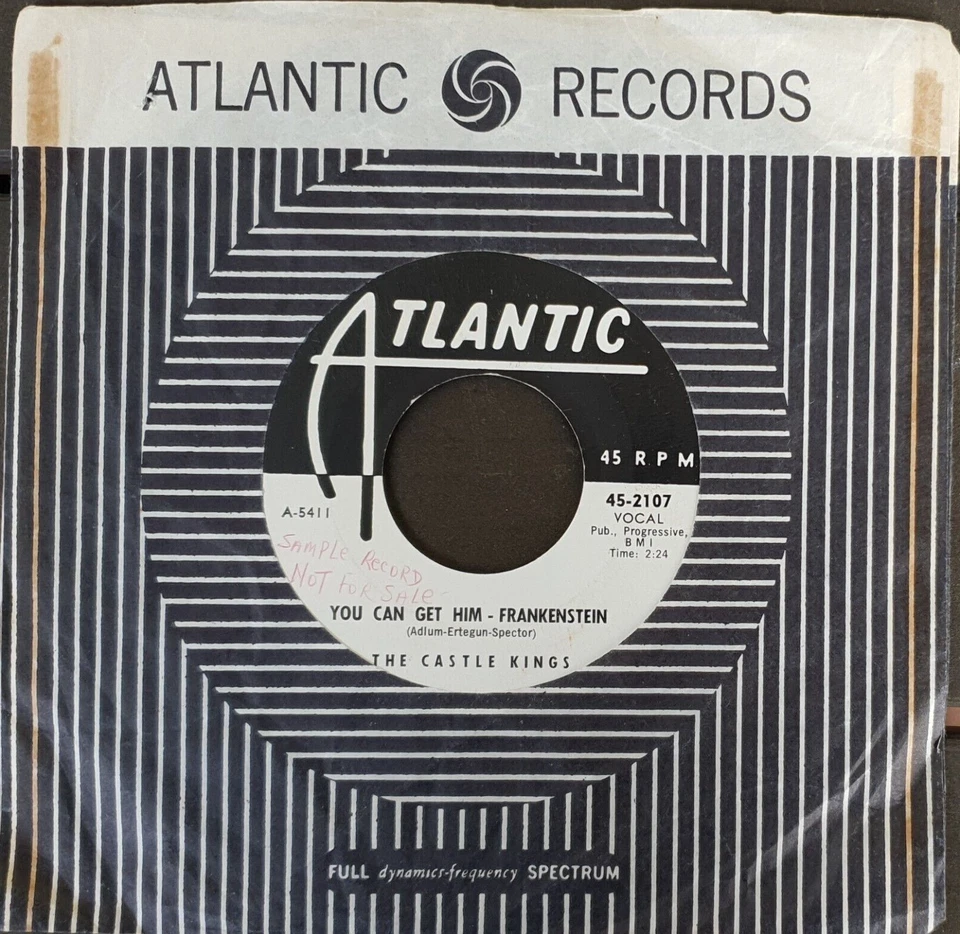 ATLANTIC RECORDS
ATLANTIC
45 RPM
A-5411
45-2107
VOCAL
Pub., Progressive,
BMI
Time: 2:24
SAMPLE RECORD
NOT FOR SALE
YOU CAN GET HIM - FRANKENSTEIN
(Adlum-Ertegun-Spector)
THE CASTLE KINGS
FULL dynamics-frequency SPECTRUM